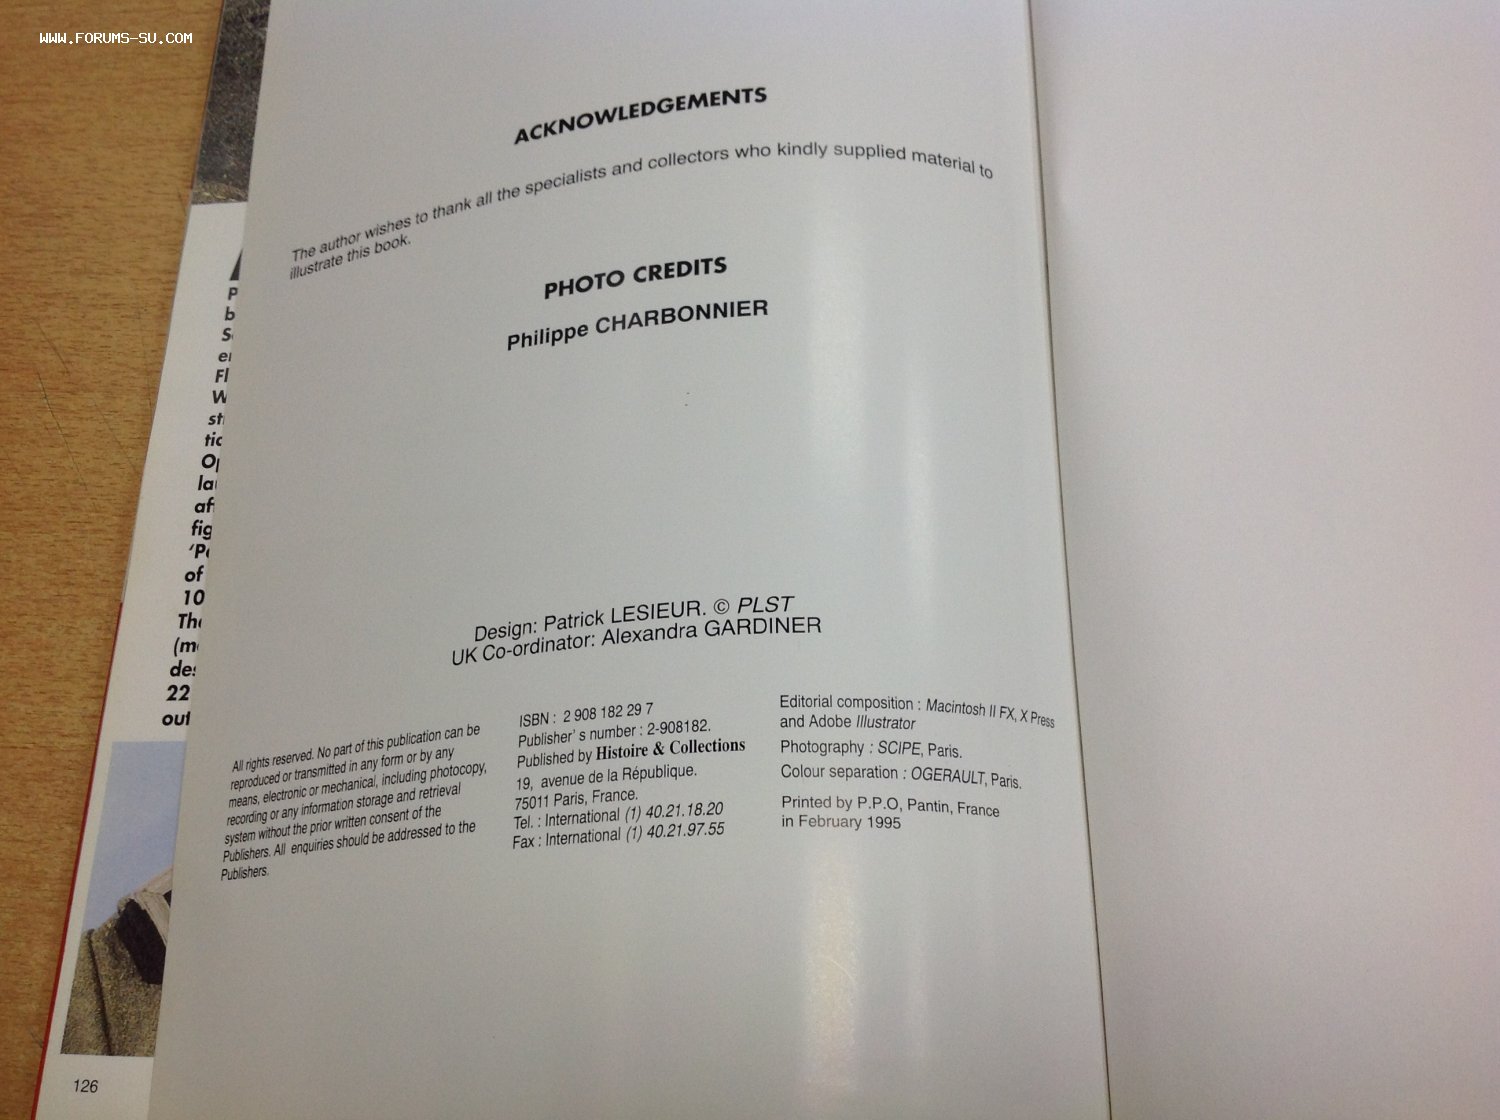 WWW.FORUMS-SU.COM
ACKNOWLEDGEMENTS
The author wishes to thank all the specialists and collectors who kindly supplied material to
illustrate this book.
PHOTO CREDITS
Philippe CHARBONNIER
Design: Patrick LESIEUR. © PLST
UK Co-ordinator: Alexandra GARDINER
All rights reserved. No part of this publication can be
reproduced or transmitted in any form or by any
means, electronic or mechanical, including photocopy,
recording or any information storage and retrieval
system without the prior written consent of the
Publishers. All enquiries should be addressed to the
Publishers.
ISBN : 2 908 182 29 7
Publisher' s number : 2-908182.
Published by Histoire & Collections
19, avenue de la République.
75011 Paris, France.
Tel. : International (1) 40.21.18.20
Fax : International (1) 40.21.97.55
Editorial composition : Macintosh II FX, X Press
and Adobe Illustrator
Photography : SCIPE, Paris.
Colour separation : OGERAULT, Paris.
Printed by P.P.O, Pantin, France
in February 1995
of
10
22
126